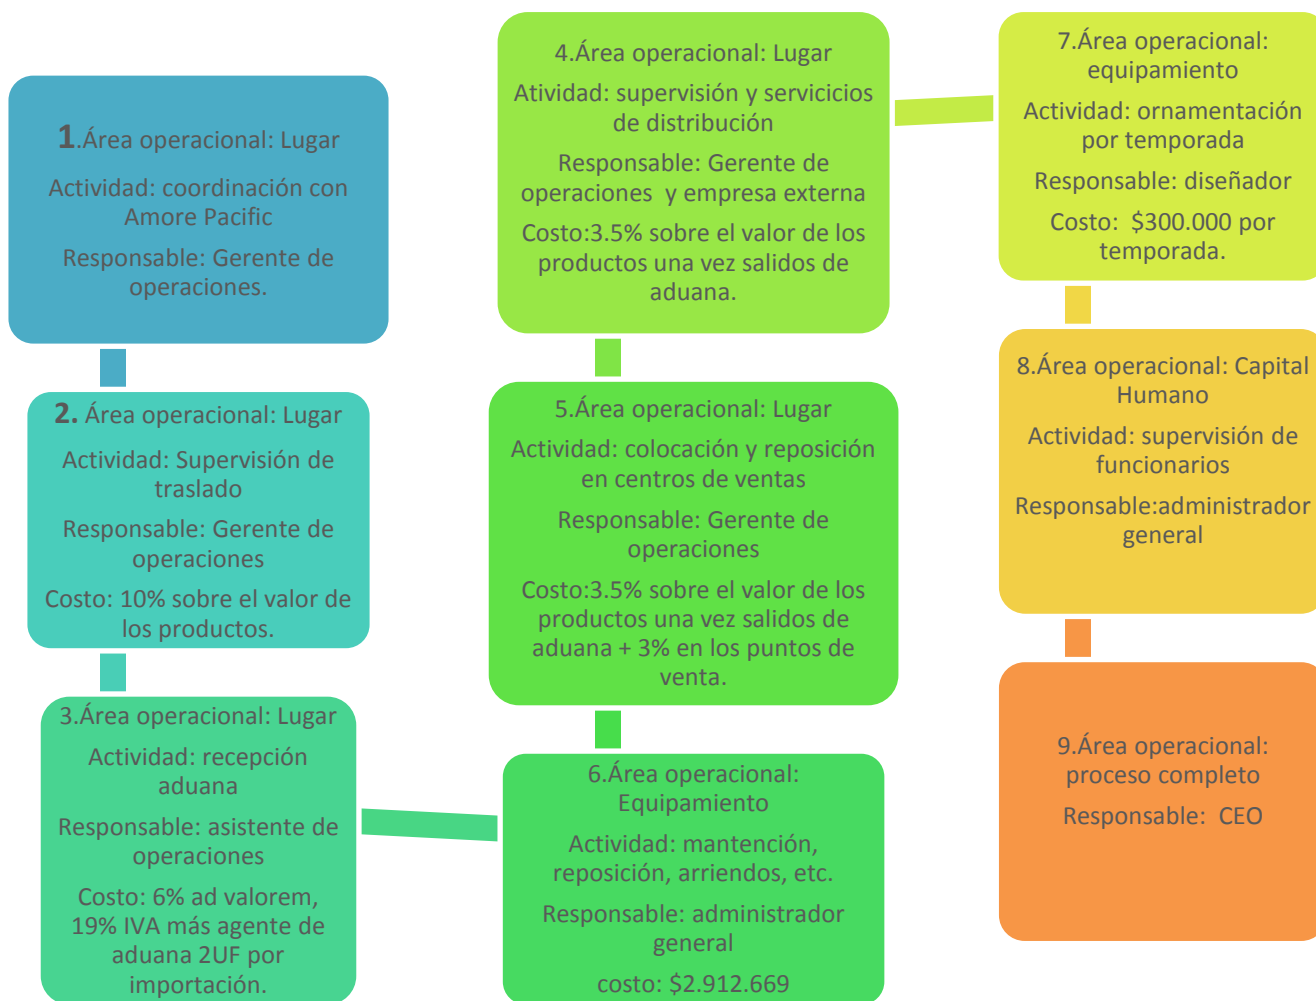 1.Área operacional: Lugar
Actividad: coordinación con
Amore Pacific
Responsable: Gerente de
operaciones.
2. Área operacional: Lugar
Actividad: Supervisión de
traslado
Responsable: Gerente de
operaciones
Costo: 10% sobre el valor de
los productos.
3.Área operacional: Lugar
Actividad: recepción
aduana
Responsable: asistente de
operaciones
Costo: 6% ad valorem,
19% IVA más agente de
aduana 2UF por
importación.
4.Área operacional: Lugar
Atividad: supervisión y servicicios
de distribución
Responsable: Gerente de
operaciones y empresa externa
Costo:3.5% sobre el valor de los
productos una vez salidos de
aduana.
5.Área operacional: Lugar
Actividad: colocación y reposición
en centros de ventas
Responsable: Gerente de
operaciones
Costo:3.5% sobre el valor de los
productos una vez salidos de
aduana + 3% en los puntos de
venta.
6.Área operacional:
Equipamiento
Actividad: mantención,
reposición, arriendos, etc.
Responsable: administrador
general
costo: $2.912.669
7.Área operacional:
equipamiento
Actividad: ornamentación
por temporada
Responsable: diseñador
Costo: $300.000 por
temporada.
8.Área operacional: Capital
Humano
Actividad: supervisión de
funcionarios
Responsable:administrador
general
9.Área operacional:
proceso completo
Responsable: CEO